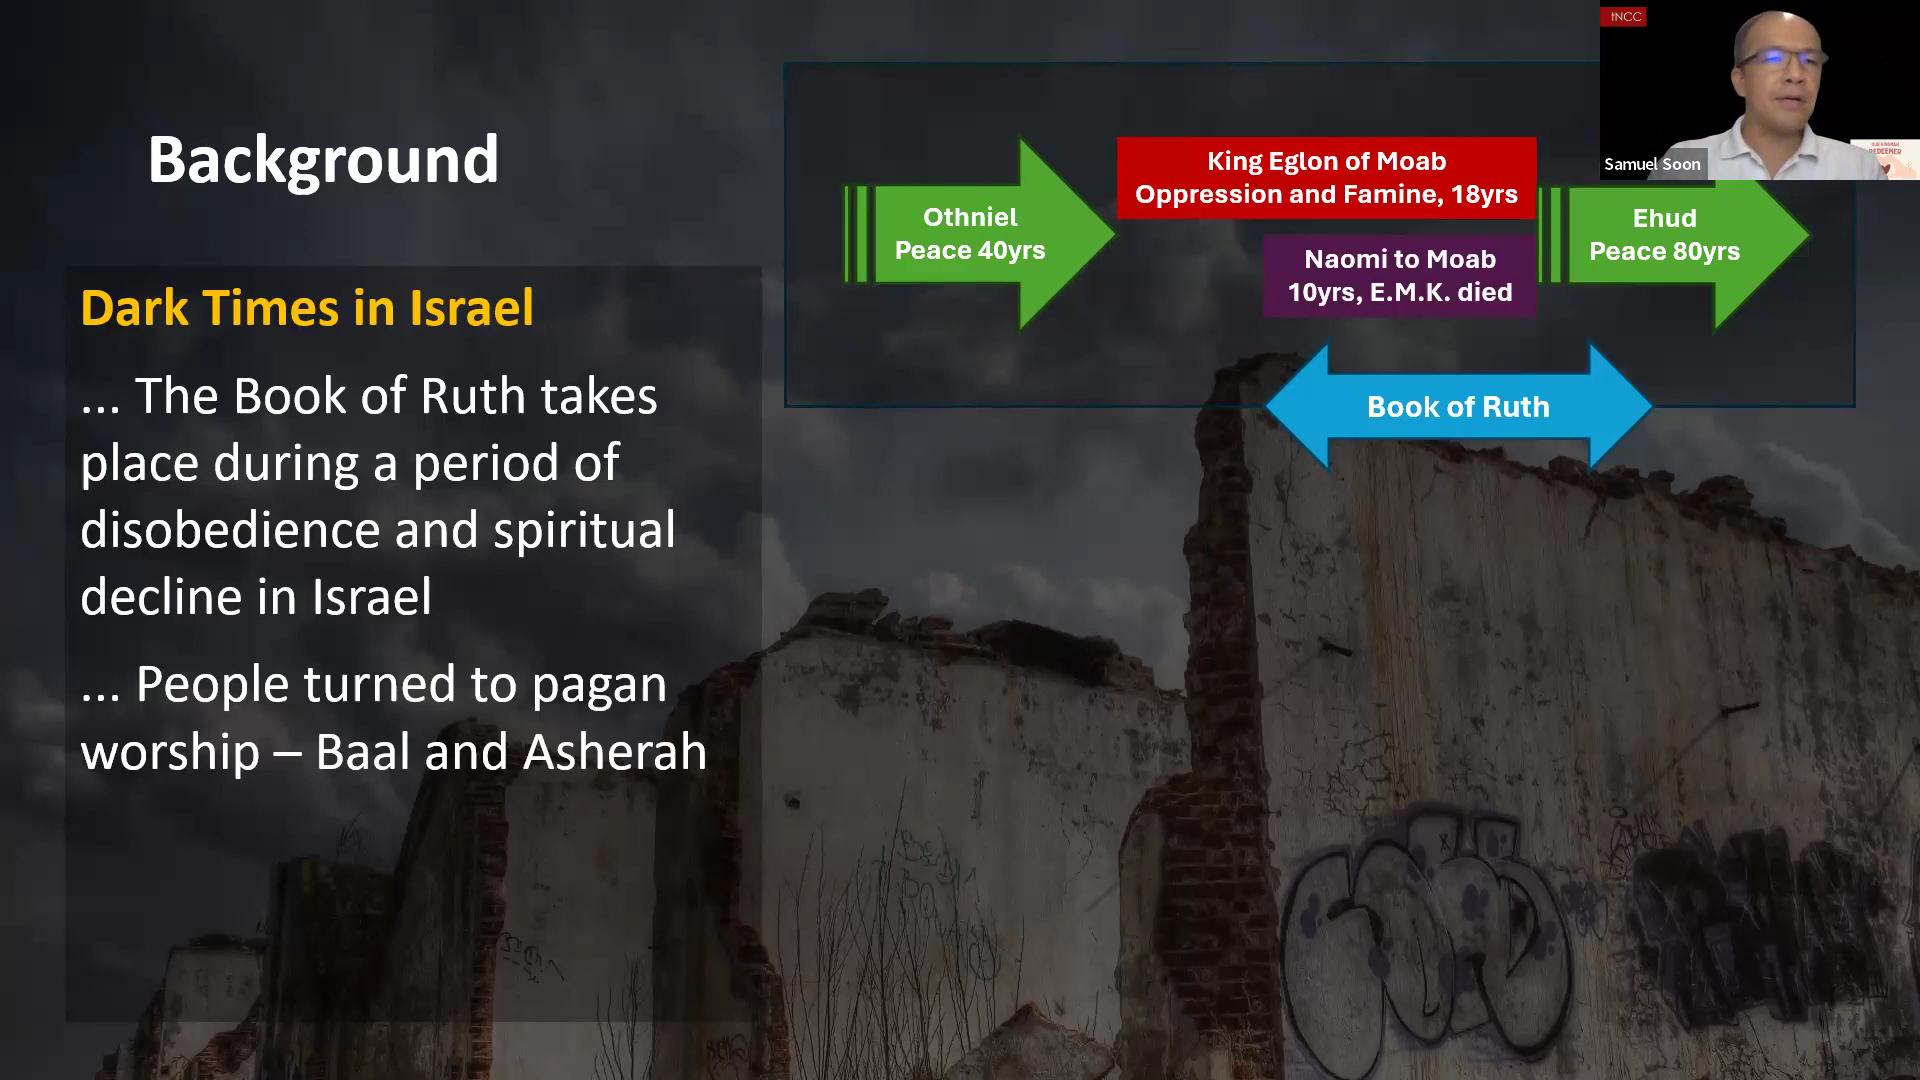 Background
Dark Times in Israel
... The Book of Ruth takes
place during a period of
disobedience and spiritual
decline in Israel
... People turned to pagan
worship – Baal and Asherah
Othniel
Peace 40yrs
King Eglon of Moab
Oppression and Famine, 18yrs
Naomi to Moab
10yrs, E.M.K. died
Ehud
Peace 80yrs
Book of Ruth
tNCC
Samuel Soon
REDEEMER